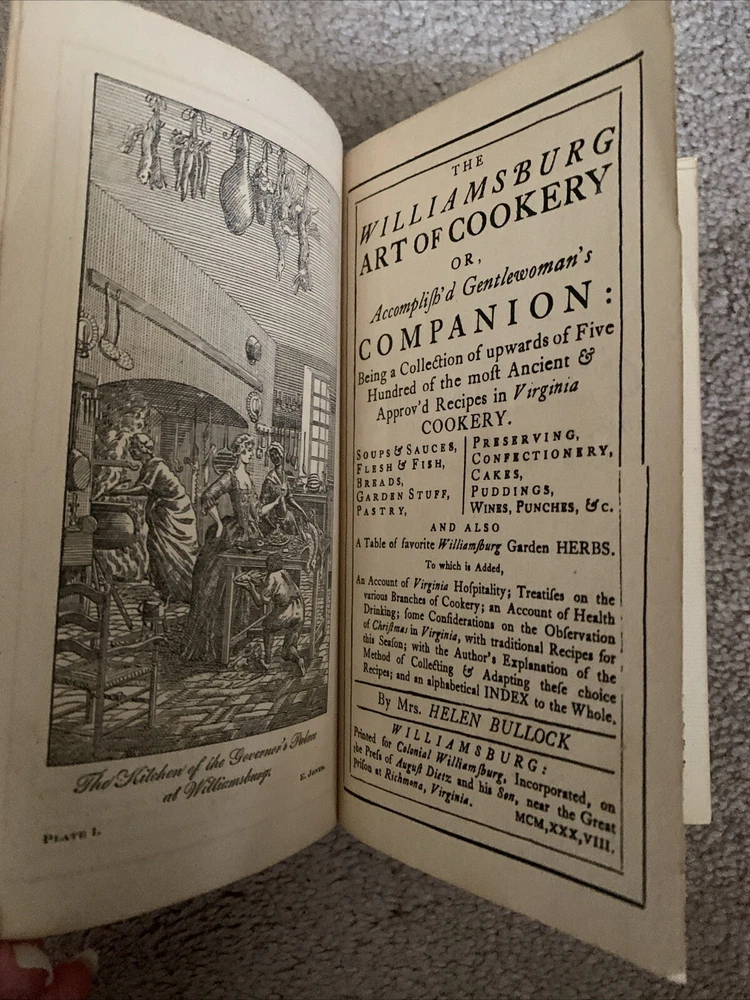 The Kitchen of the Governor's Palace
at Williamsburg.
E. Jones.
PLATE I.
THE
WILLIAMSBURG
ART OF COOKERY
OR,
Accompliſh'd Gentlewoman's
COMPANION:
Being a Collection of upwards of Five
Hundred of the moſt Ancient &
Approv'd Recipes in Virginia
COOKERY.
SOUPS & SAUCES,
FLESH & FISH,
BREADS,
GARDEN STUFF,
PASTRY,
PRESERVING,
CONFECTIONERY,
CAKES,
PUDDINGS,
WINES, PUNCHES, &c.
AND ALSO
A Table of favorite Williamſburg Garden HERBS.
To which is Added,
An Account of Virginia Hoſpitality; Treatiſes on the
various Branches of Cookery; an Account of Health
Drinking; ſome Conſiderations on the Obſervation
of Chriſtmas in Virginia, with traditional Recipes for
this Seaſon; with the Author's Explanation of the
Method of Collecting & Adapting theſe choice
Recipes; and an alphabetical INDEX to the Whole.
By Mrs. HELEN BULLOCK
WILLIAMSBURG:
Printed for Colonial Williamſburg, Incorporated, on
the Preſs of Auguſt Dietz and his Son, near the Great
Priſon at Richmond, Virginia.
MCM,XXX,VIII.